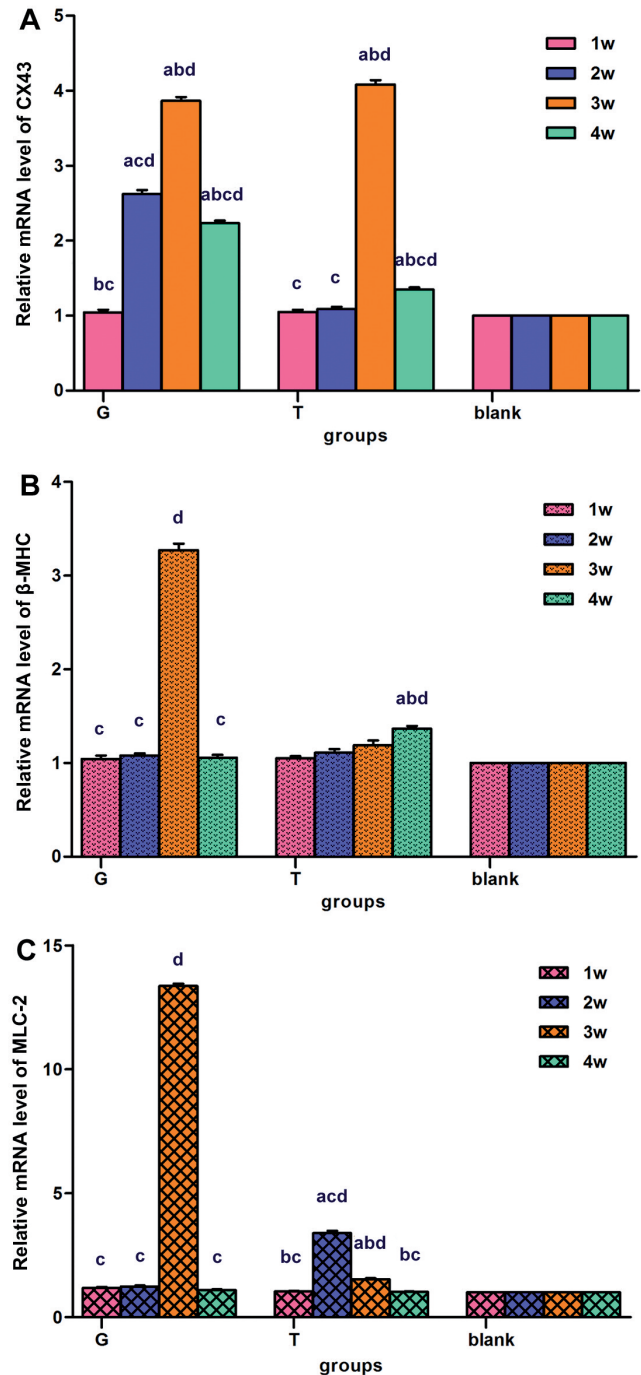 A
Relative mRNA level of CX43
5
4
3
2
1
0
bc
acd
abd
abcd
c
c
abd
abcd
1w
2w
3w
4w
G
T
blank
groups
B
Relative mRNA level of β-MHC
4
3
2
1
0
c
c
d
c
abd
1w
2w
3w
4w
G
T
blank
groups
C
Relative mRNA level of MLC-2
15
10
5
0
c
c
d
c
bc
acd
abd
bc
1w
2w
3w
4w
G
T
blank
groups